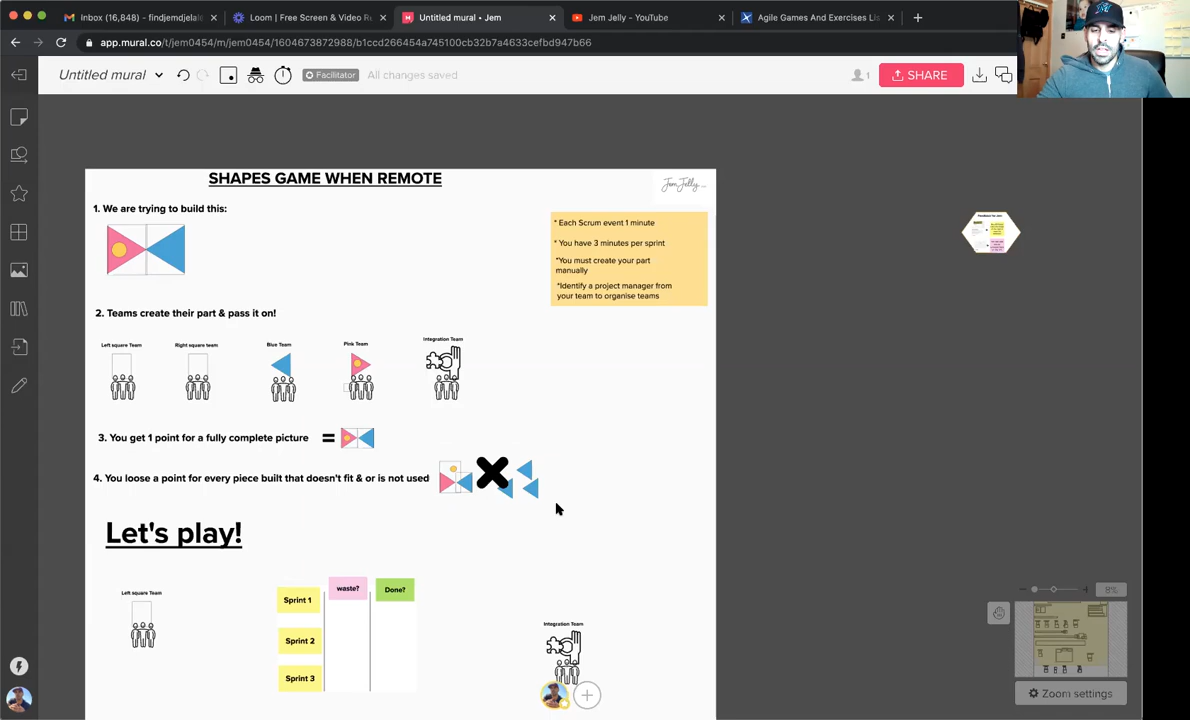 Inbox (16,848) - findjemdjelal
Loom | Free Screen & Video Re
Untitled mural • Jem
Jem Jelly - YouTube
Agile Games And Exercises Lis
app.mural.co/t/jem0454/m/jem0454/1604673872988/b1ccd266454a745100cb32b7a4633cefbd947b66
Untitled mural
Facilitator
All changes saved
1
SHARE
SHAPES GAME WHEN REMOTE
JemJelly...
1. We are trying to build this:
* Each Scrum event 1 minute
* You have 3 minutes per sprint
*You must create your part
manually
*Identify a project manager from
your team to organise teams
2. Teams create their part & pass it on!
Left square Team
Right square team
Blue Team
Pink Team
Integration Team
3. You get 1 point for a fully complete picture
=
4. You loose a point for every piece built that doesn't fit & or is not used
Let's play!
Left square Team
Sprint 1
waste?
Done?
Sprint 2
Sprint 3
Integration Team
8%
Zoom settings